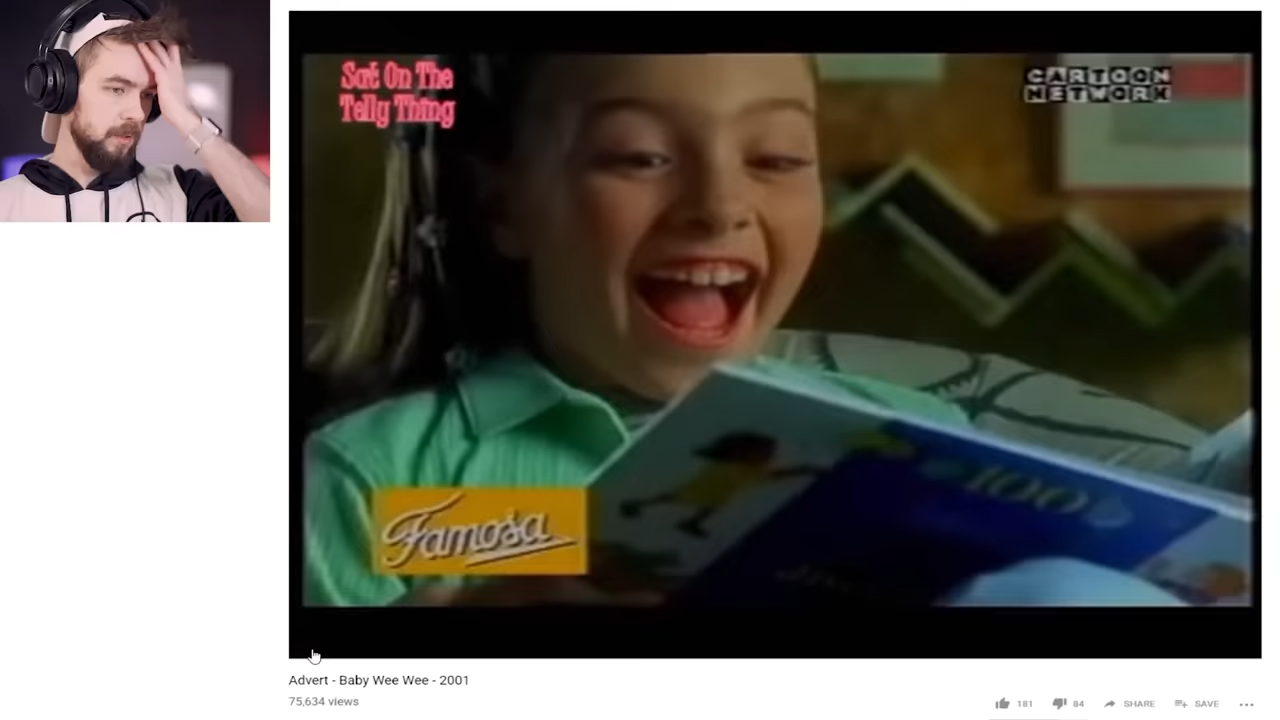 Sat On The
Telly Thing
CARTOON
NETWORK
100
Famosa
Advert - Baby Wee Wee - 2001
75,634 views
181
84
SHARE
SAVE